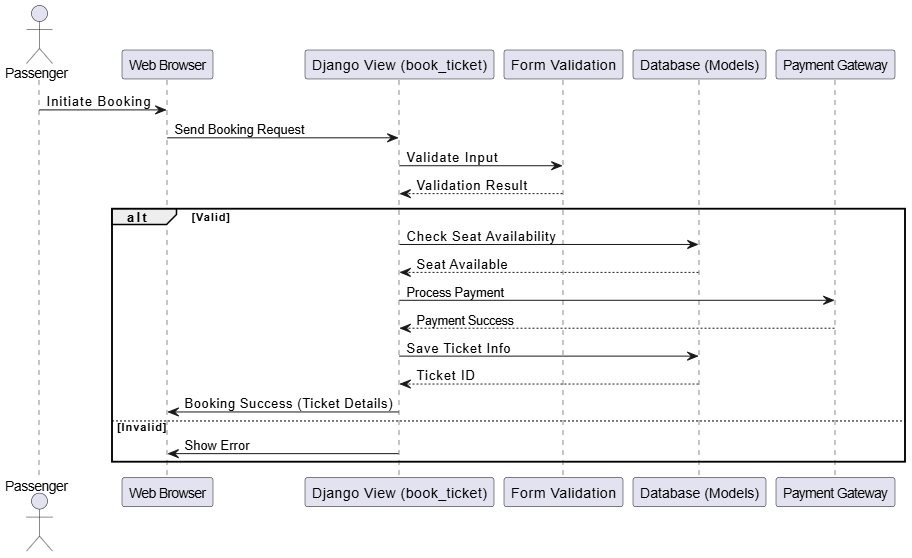 Passenger
Web Browser
Django View (book_ticket)
Form Validation
Database (Models)
Payment Gateway
Initiate Booking
Send Booking Request
Validate Input
Validation Result
alt
[Valid]
Check Seat Availability
Seat Available
Process Payment
Payment Success
Save Ticket Info
Ticket ID
Booking Success (Ticket Details)
[Invalid]
Show Error
Passenger
Web Browser
Django View (book_ticket)
Form Validation
Database (Models)
Payment Gateway